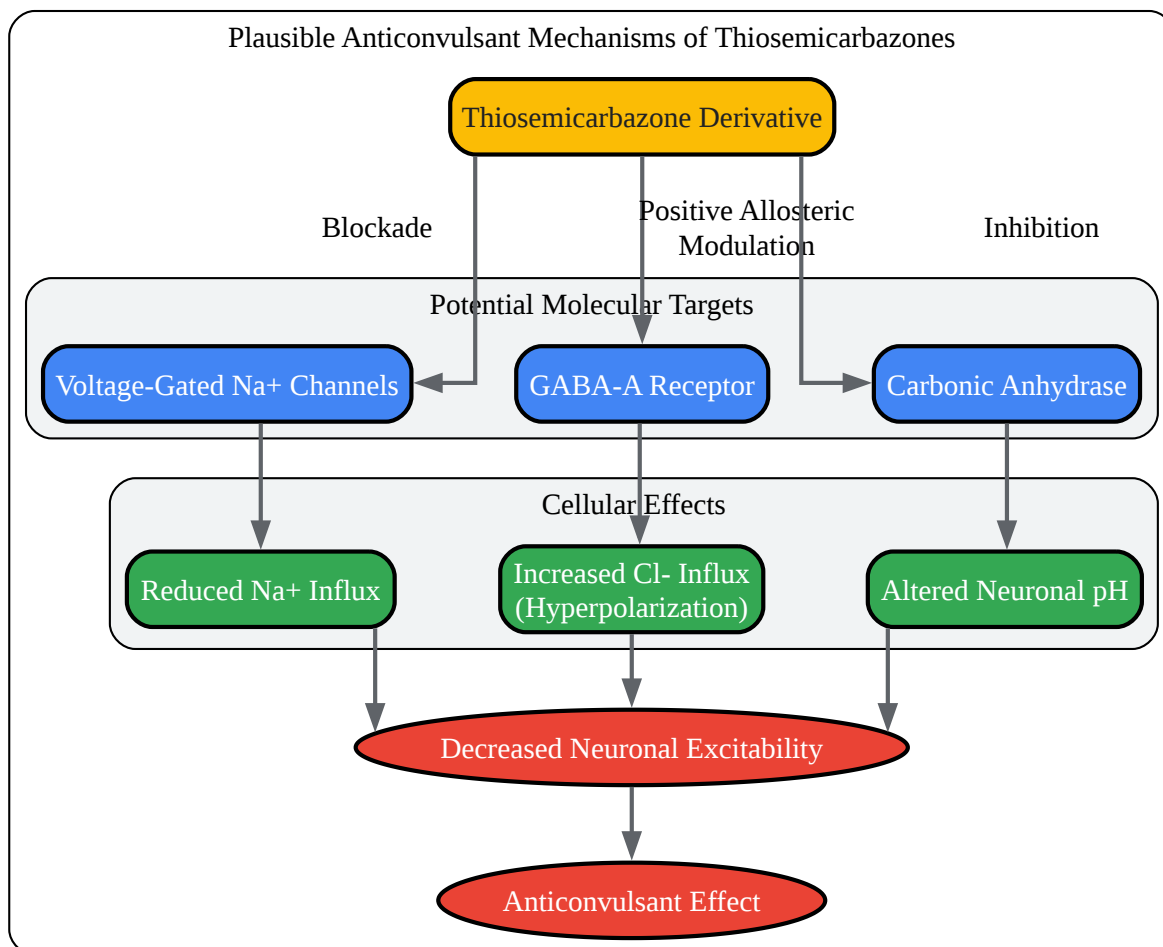 Plausible Anticonvulsant Mechanisms of Thiosemicarbazones
Thiosemicarbazone Derivative
Blockade
Positive Allosteric
Modulation
Inhibition
Potential Molecular Targets
Voltage-Gated Na+ Channels
GABA-A Receptor
Carbonic Anhydrase
Cellular Effects
Reduced Na+ Influx
Increased Cl- Influx
(Hyperpolarization)
Altered Neuronal pH
Decreased Neuronal Excitability
Anticonvulsant Effect